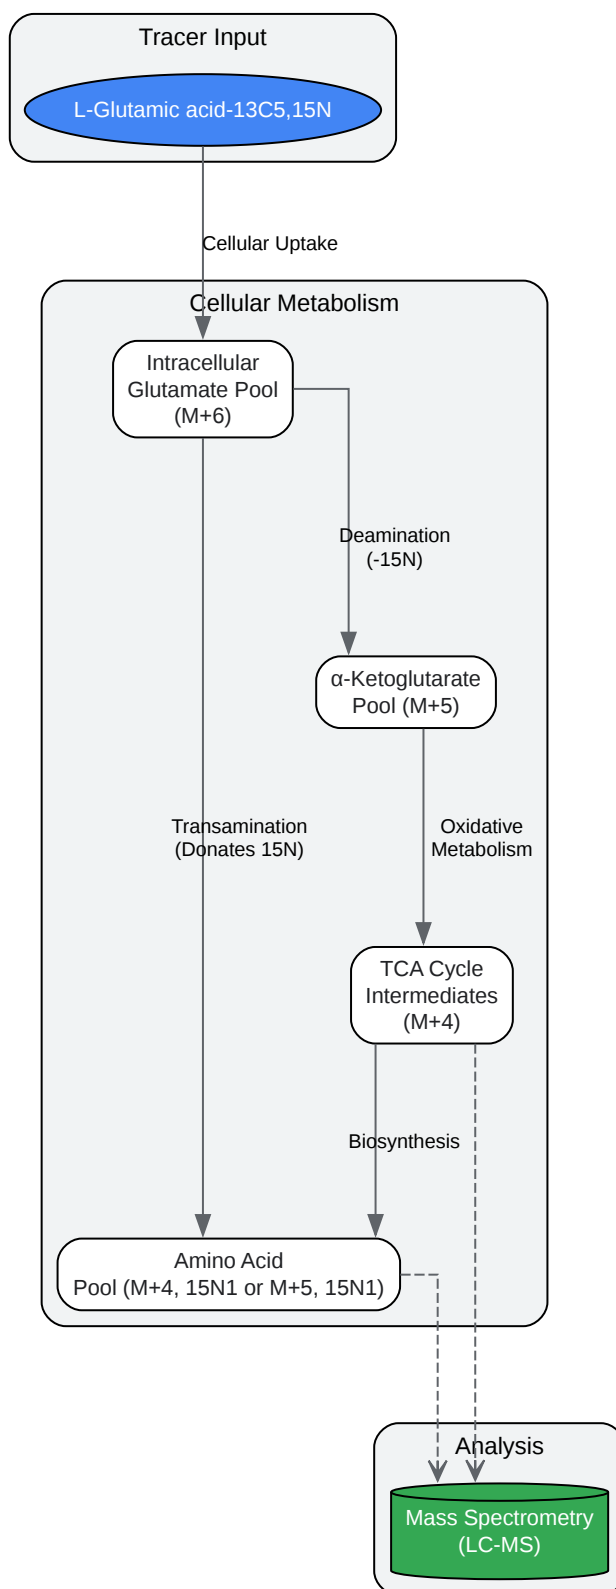 Tracer Input
L-Glutamic acid-13C5,15N
Cellular Uptake
Cellular Metabolism
Intracellular
Glutamate Pool
(M+6)
Deamination
(-15N)
α-Ketoglutarate
Pool (M+5)
Transamination
(Donates 15N)
Oxidative
Metabolism
TCA Cycle
Intermediates
(M+4)
Biosynthesis
Amino Acid
Pool (M+4, 15N1 or M+5, 15N1)
Analysis
Mass Spectrometry
(LC-MS)